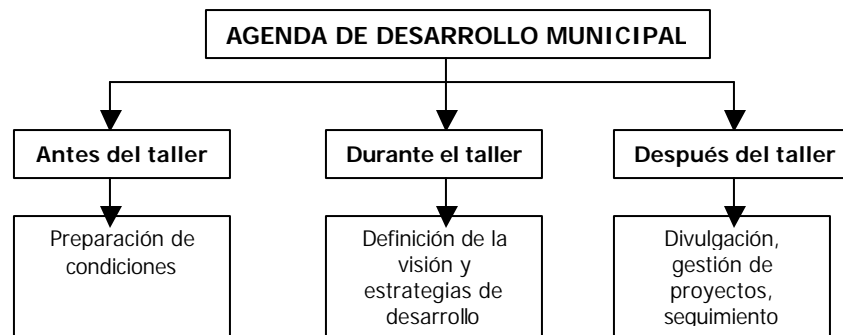 AGENDA DE DESARROLLO MUNICIPAL
Antes del taller
Durante el taller
Después del taller
Preparación de
condiciones
Definición de la
visión y
estrategias de
desarrollo
Divulgación,
gestión de
proyectos,
seguimiento